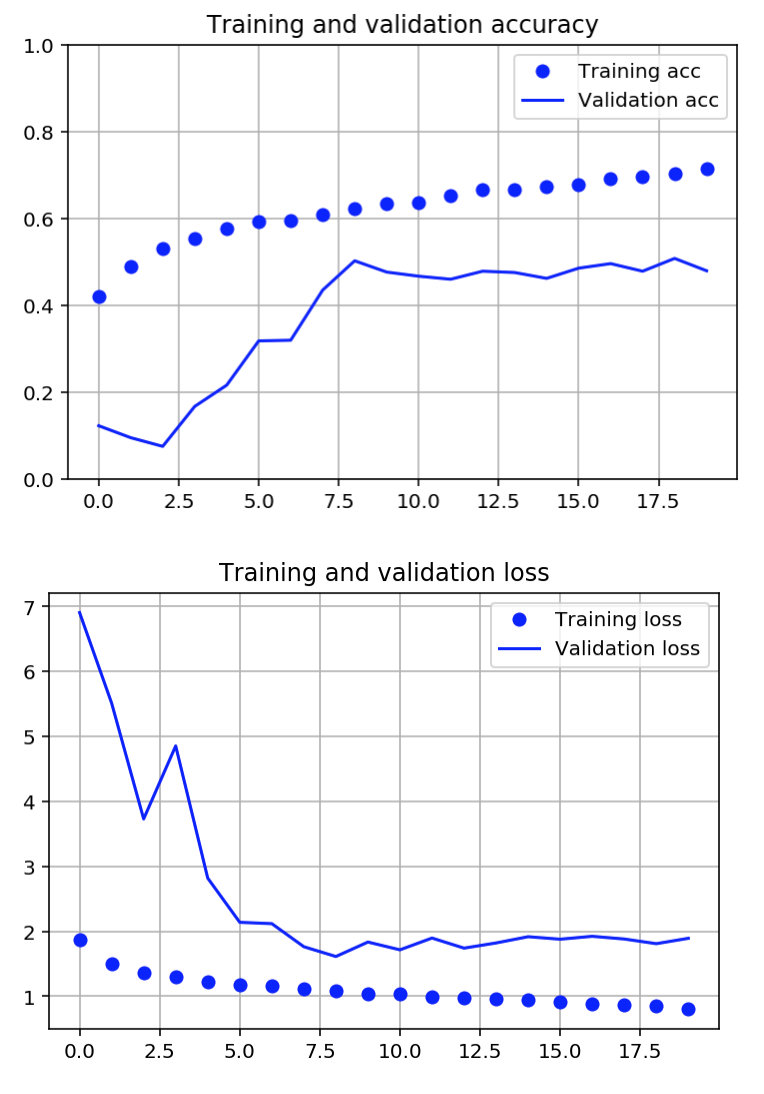 Training and validation accuracy
1.0
0.8
0.6
0.4
0.2
0.0
Training acc
Validation acc
0.0 2.5 5.0 7.5 10.0 12.5 15.0 17.5
Training and validation loss
7
6
5
4
3
2
1
Training loss
Validation loss
0.0 2.5 5.0 7.5 10.0 12.5 15.0 17.5